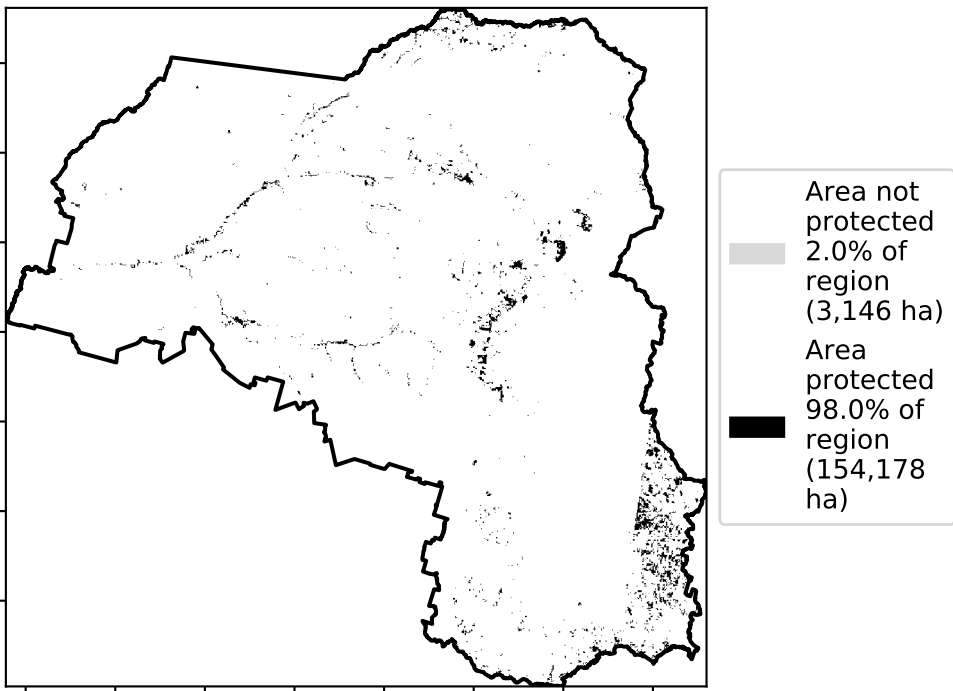 Area not
protected
2.0% of
region
(3,146 ha)
Area
protected
98.0% of
region
(154,178
ha)